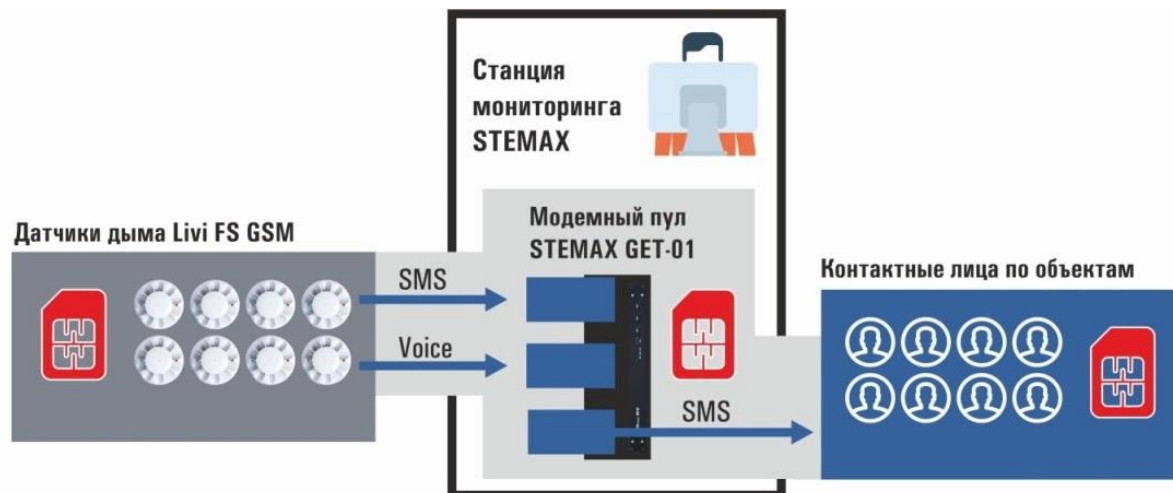 Станция
мониторинга
STEMAX
Датчики дыма Livi FS GSM
Модемный пул
STEMAX GET-01
Контактные лица по объектам
SMS
Voice
SMS